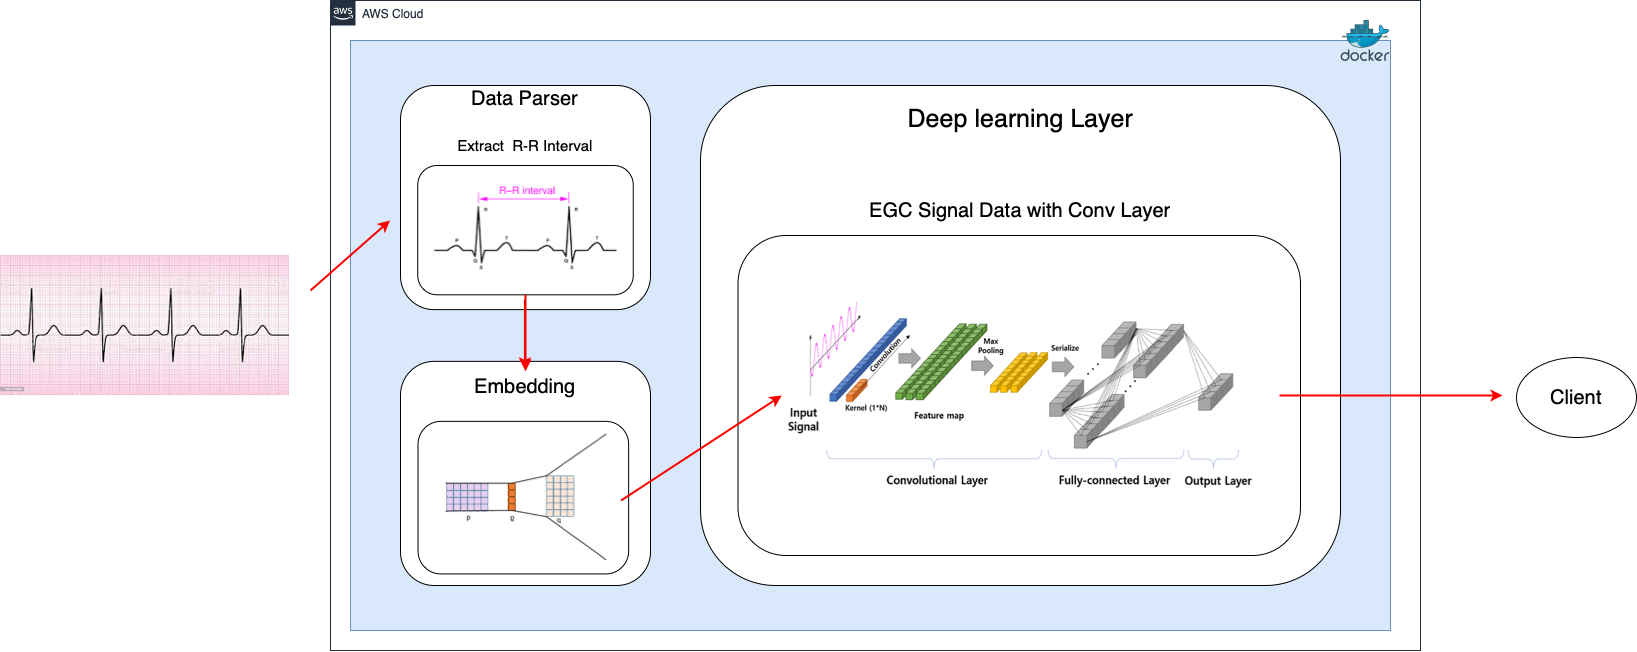 aws
AWS Cloud
docker
Data Parser
Extract R-R Interval
R–R interval
R
R
P
T
P
T
Q
S
Q
S
Embedding
p
q
Deep learning Layer
EGC Signal Data with Conv Layer
Input
Signal
Convolution
Kernel (1*N)
Feature map
Max
Pooling
Serialize
Convolutional Layer
Fully-connected Layer
Output Layer
Client